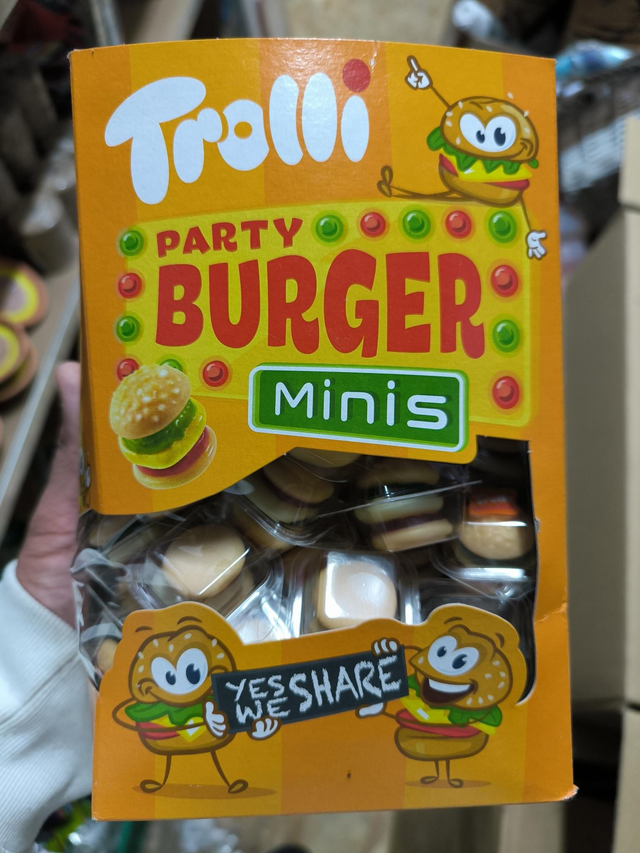 Trolli
PARTY
BURGER
Minis
YES WE SHARE